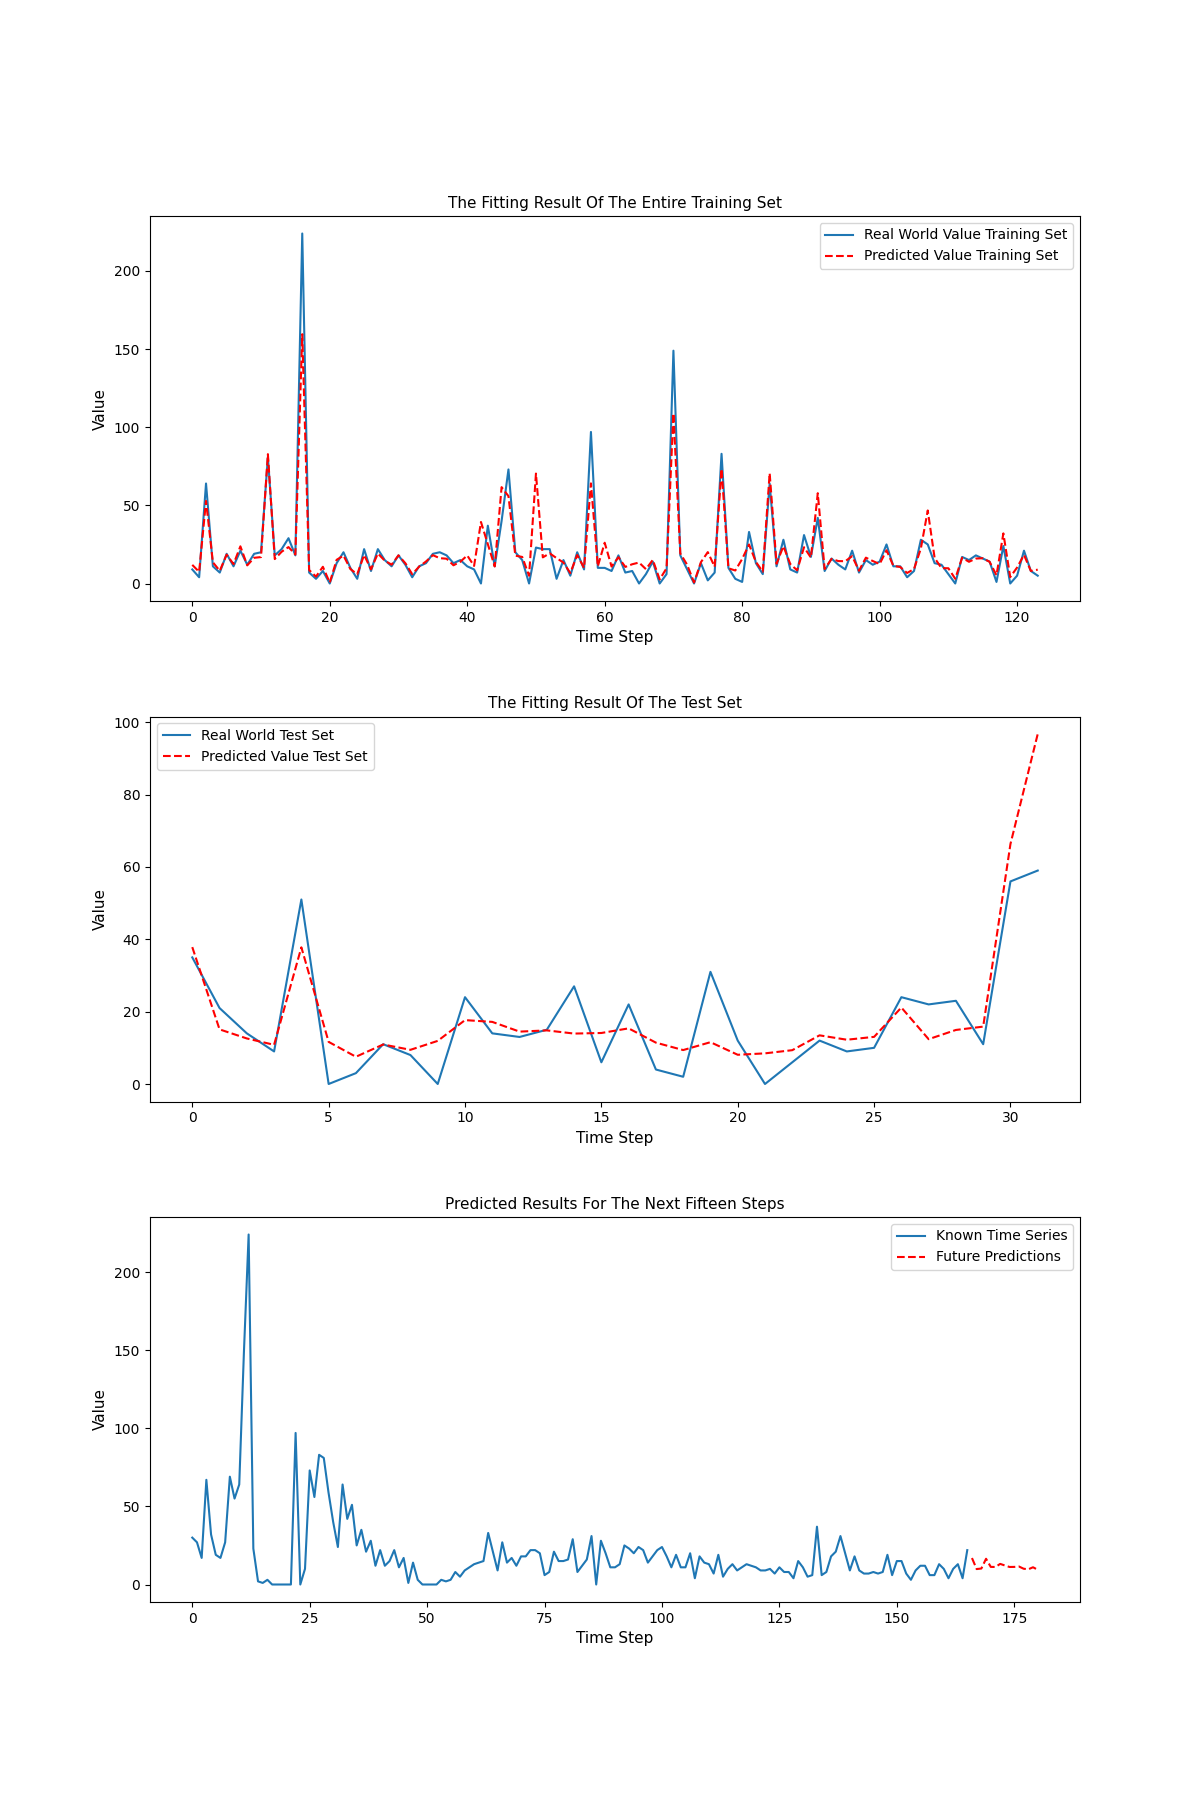 The Fitting Result Of The Entire Training Set
Real World Value Training Set
Predicted Value Training Set
Value
200
150
100
50
0
0 20 40 60 80 100 120
Time Step
The Fitting Result Of The Test Set
Real World Test Set
Predicted Value Test Set
Value
100
80
60
40
20
0
0 5 10 15 20 25 30
Time Step
Predicted Results For The Next Fifteen Steps
Known Time Series
Future Predictions
Value
200
150
100
50
0
0 25 50 75 100 125 150 175
Time Step